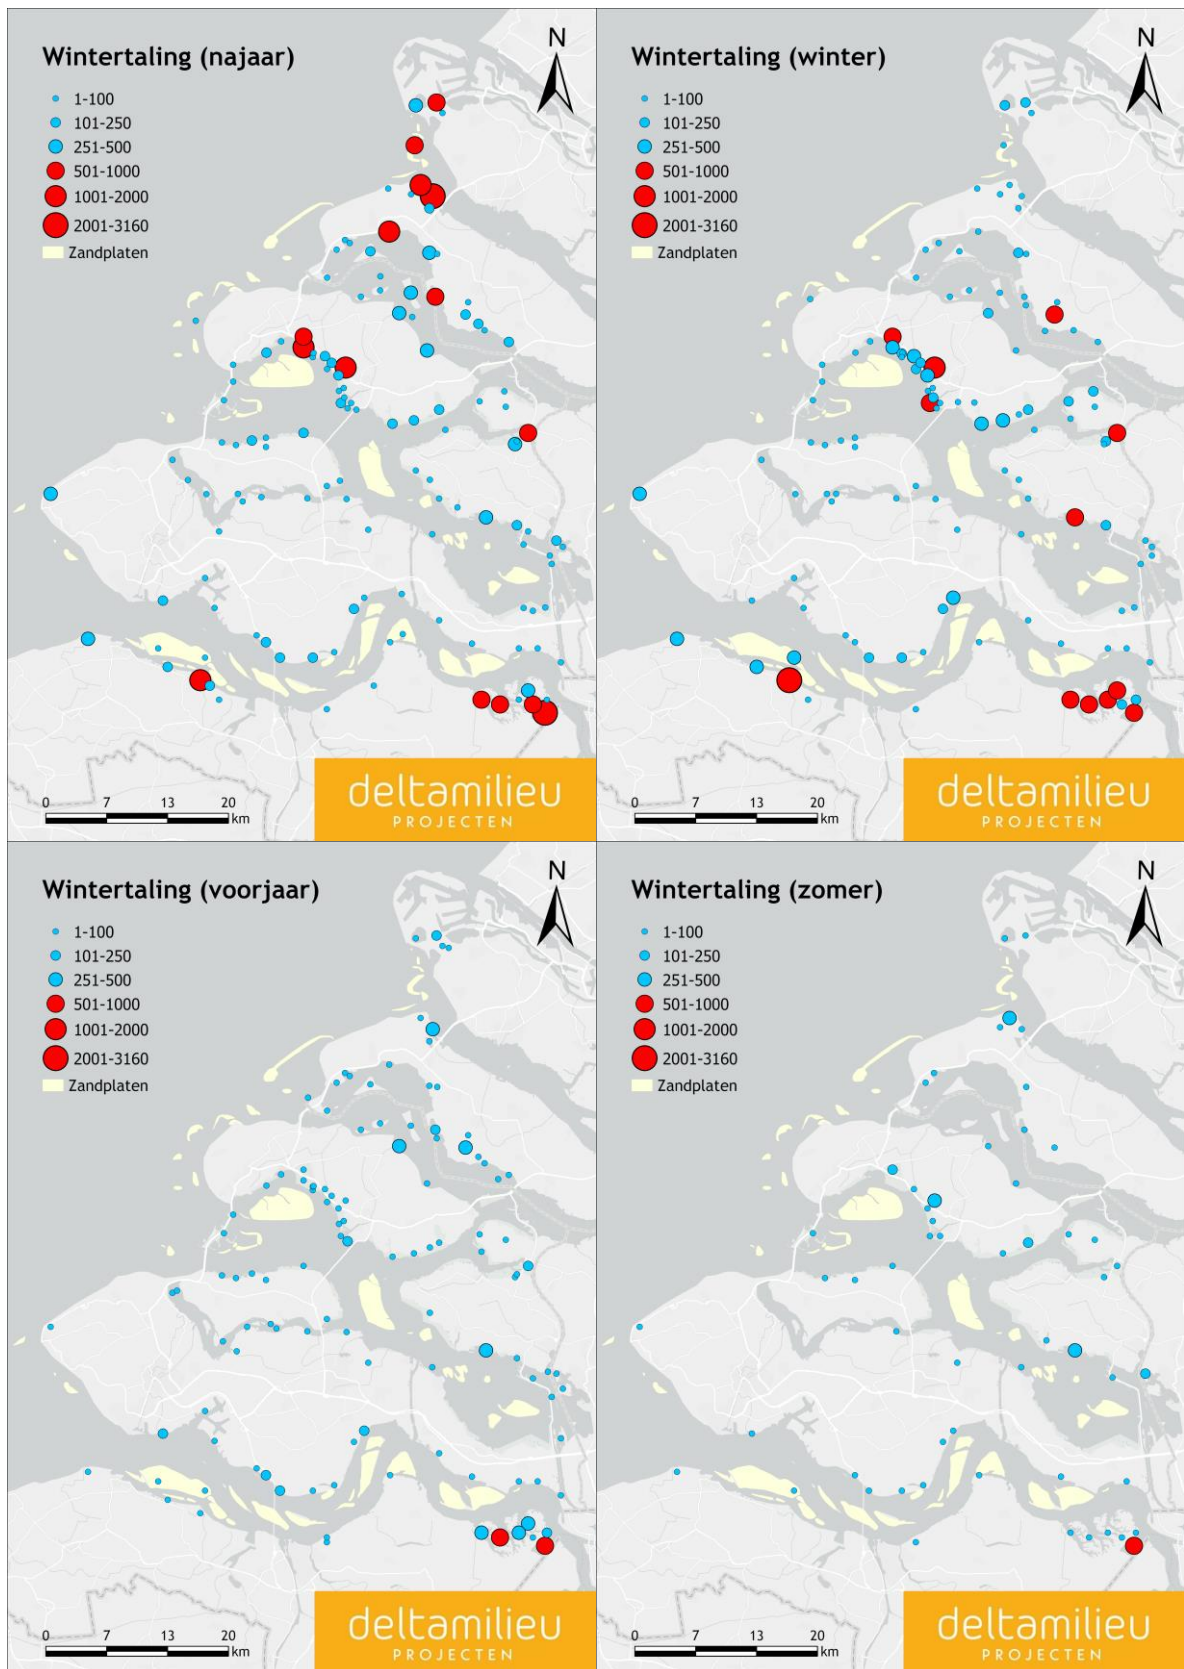 Wintertaling (najaar)
N
1-100
101-250
251-500
501-1000
1001-2000
2001-3160
Zandplaten
0 7 13 20
km
deltamilieu
PROJECTEN
Wintertaling (winter)
N
1-100
101-250
251-500
501-1000
1001-2000
2001-3160
Zandplaten
0 7 13 20
km
deltamilieu
PROJECTEN
Wintertaling (voorjaar)
N
1-100
101-250
251-500
501-1000
1001-2000
2001-3160
Zandplaten
0 7 13 20
km
deltamilieu
PROJECTEN
Wintertaling (zomer)
N
1-100
101-250
251-500
501-1000
1001-2000
2001-3160
Zandplaten
0 7 13 20
km
deltamilieu
PROJECTEN